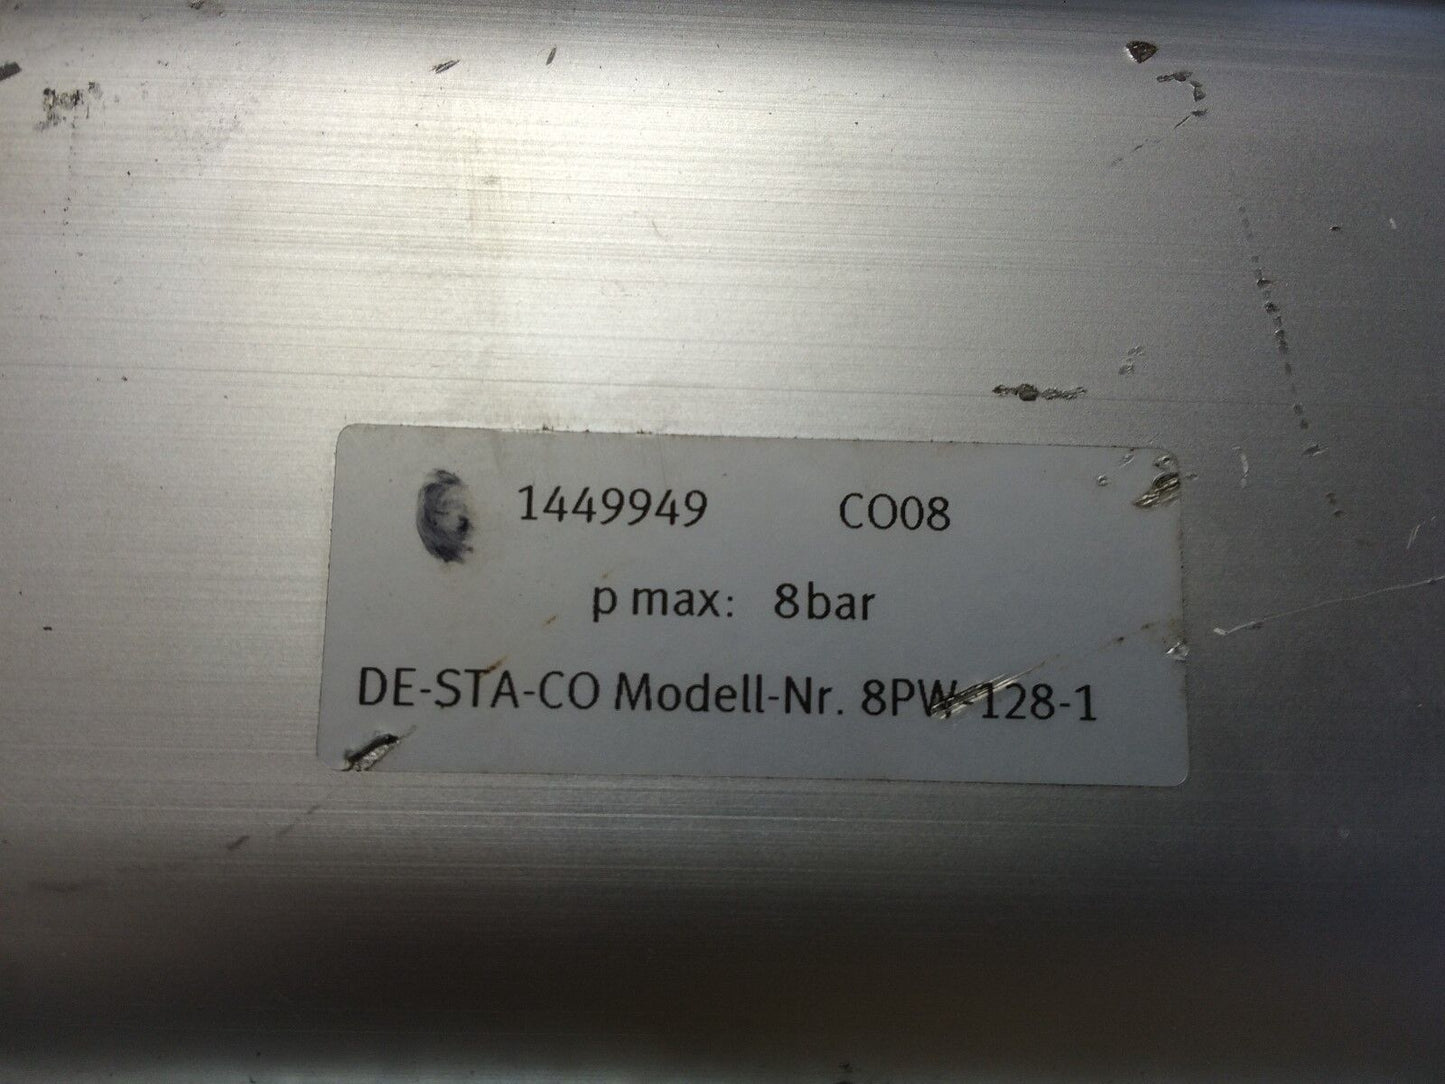 1449949 CO08
p max: 8bar
DE-STA-CO Modell-Nr. 8PW-128-1